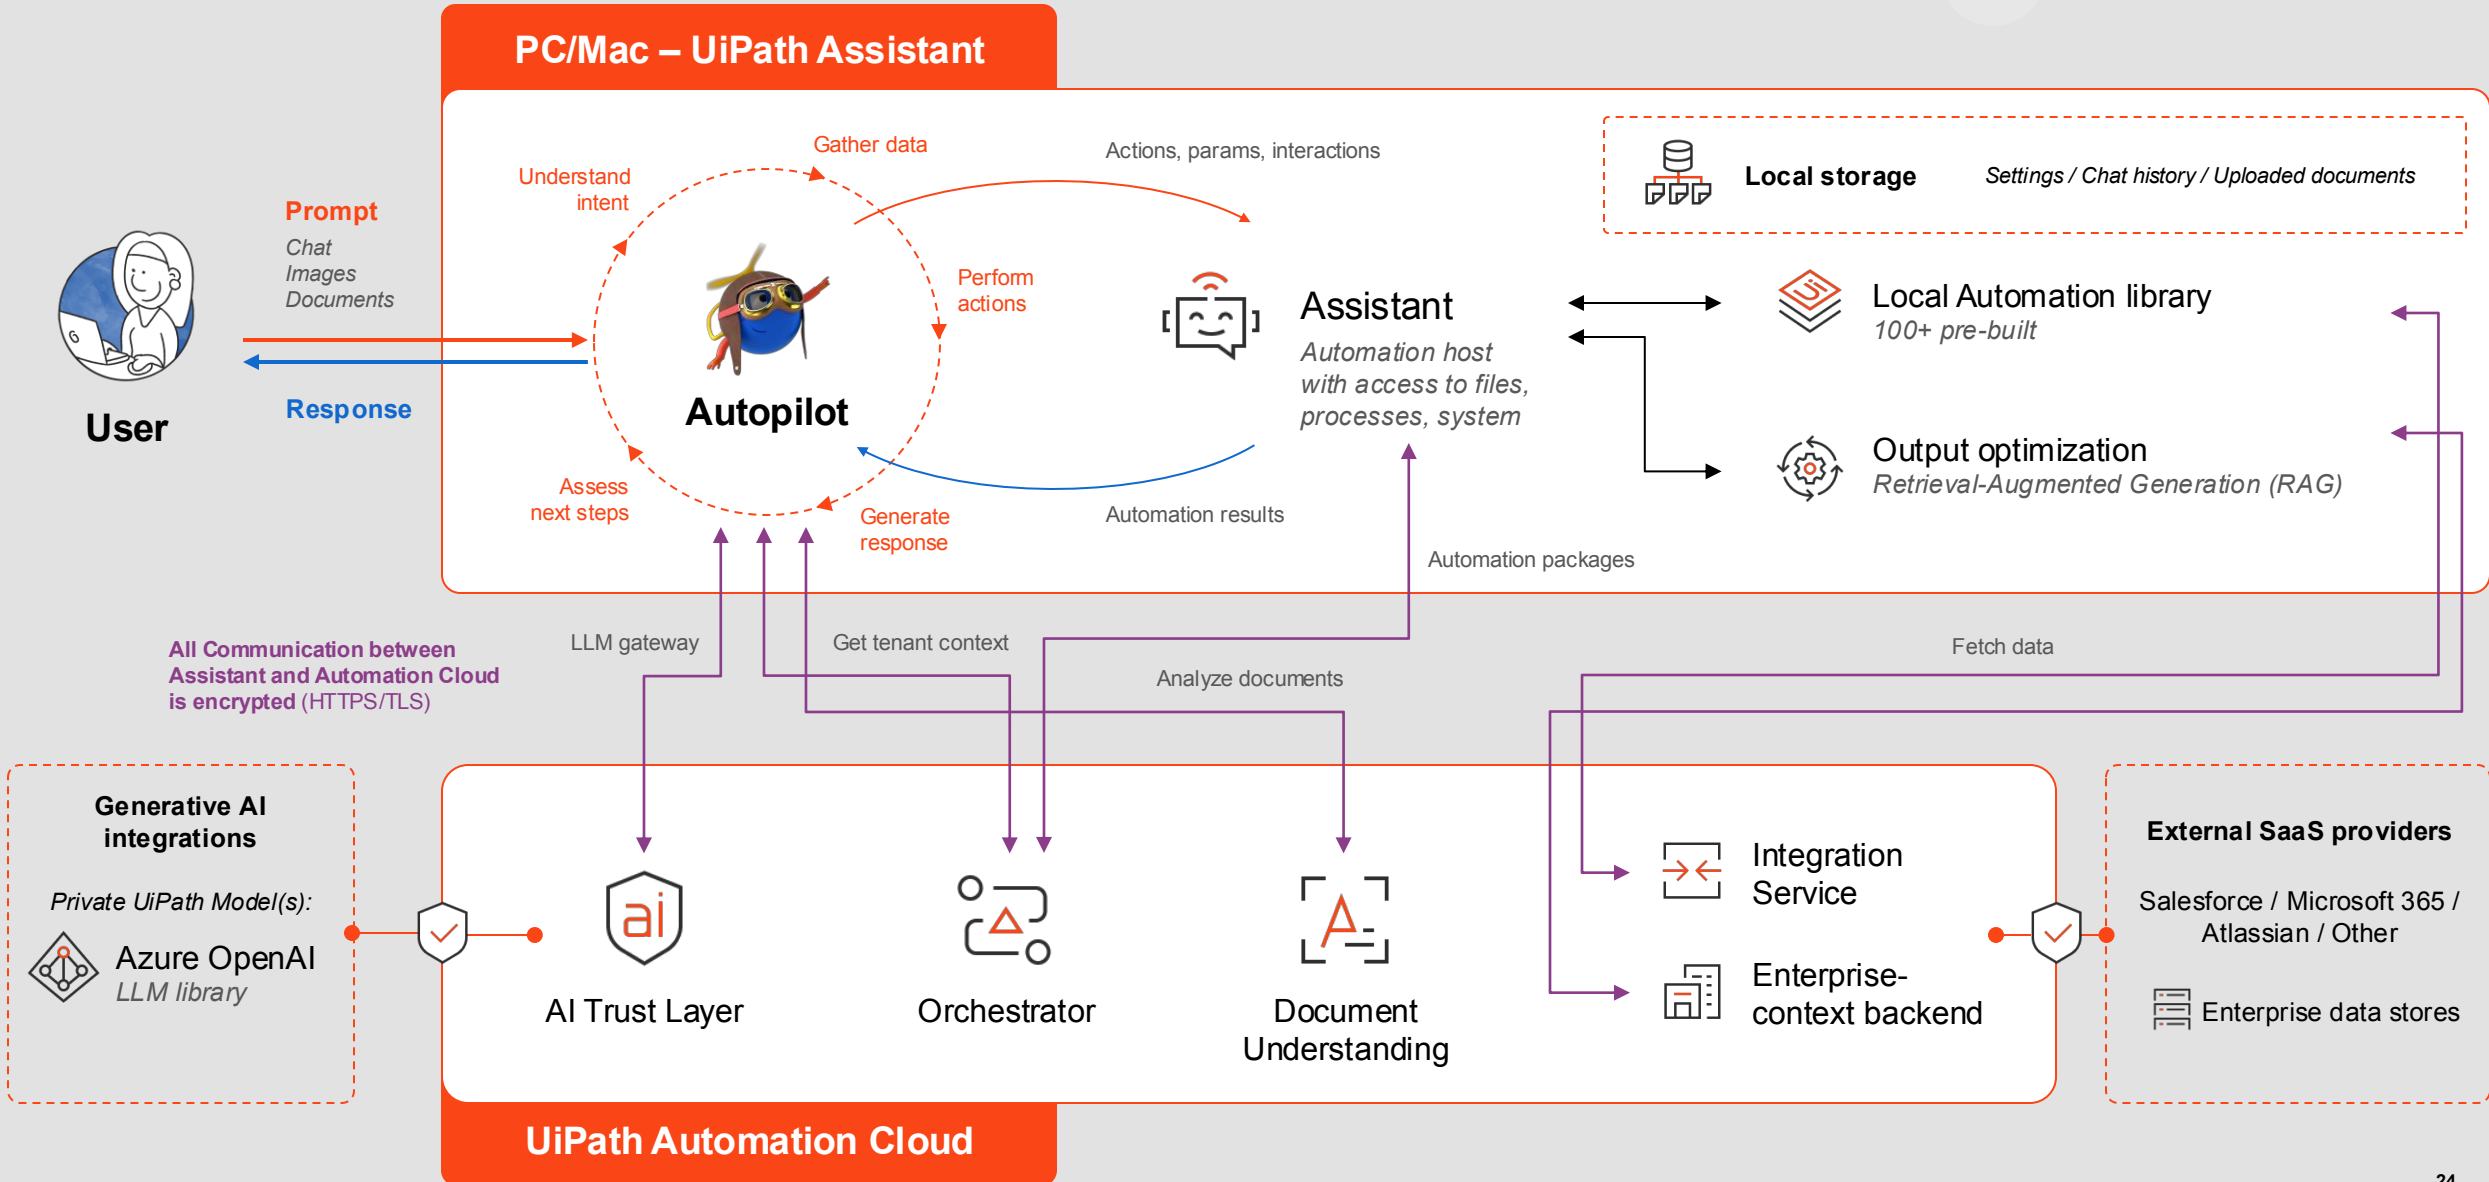 PC/Mac – UiPath Assistant
Gather data
Understand
intent
Actions, params, interactions
Local storage
Settings / Chat history / Uploaded documents
Prompt
Chat
Images
Documents
Perform
actions
Assistant
Automation host
with access to files,
processes, system
Ui
Local Automation library
100+ pre-built
User
Response
Autopilot
Output optimization
Retrieval-Augmented Generation (RAG)
Assess
next steps
Generate
response
Automation results
Automation packages
All Communication between
Assistant and Automation Cloud
is encrypted (HTTPS/TLS)
LLM gateway
Get tenant context
Analyze documents
Fetch data
Generative AI
integrations
Private UiPath Model(s):
Azure OpenAI
LLM library
ai
AI Trust Layer
Orchestrator
A
Document
Understanding
Integration
Service
Enterprise-
context backend
External SaaS providers
Salesforce / Microsoft 365 /
Atlassian / Other
Enterprise data stores
UiPath Automation Cloud
24